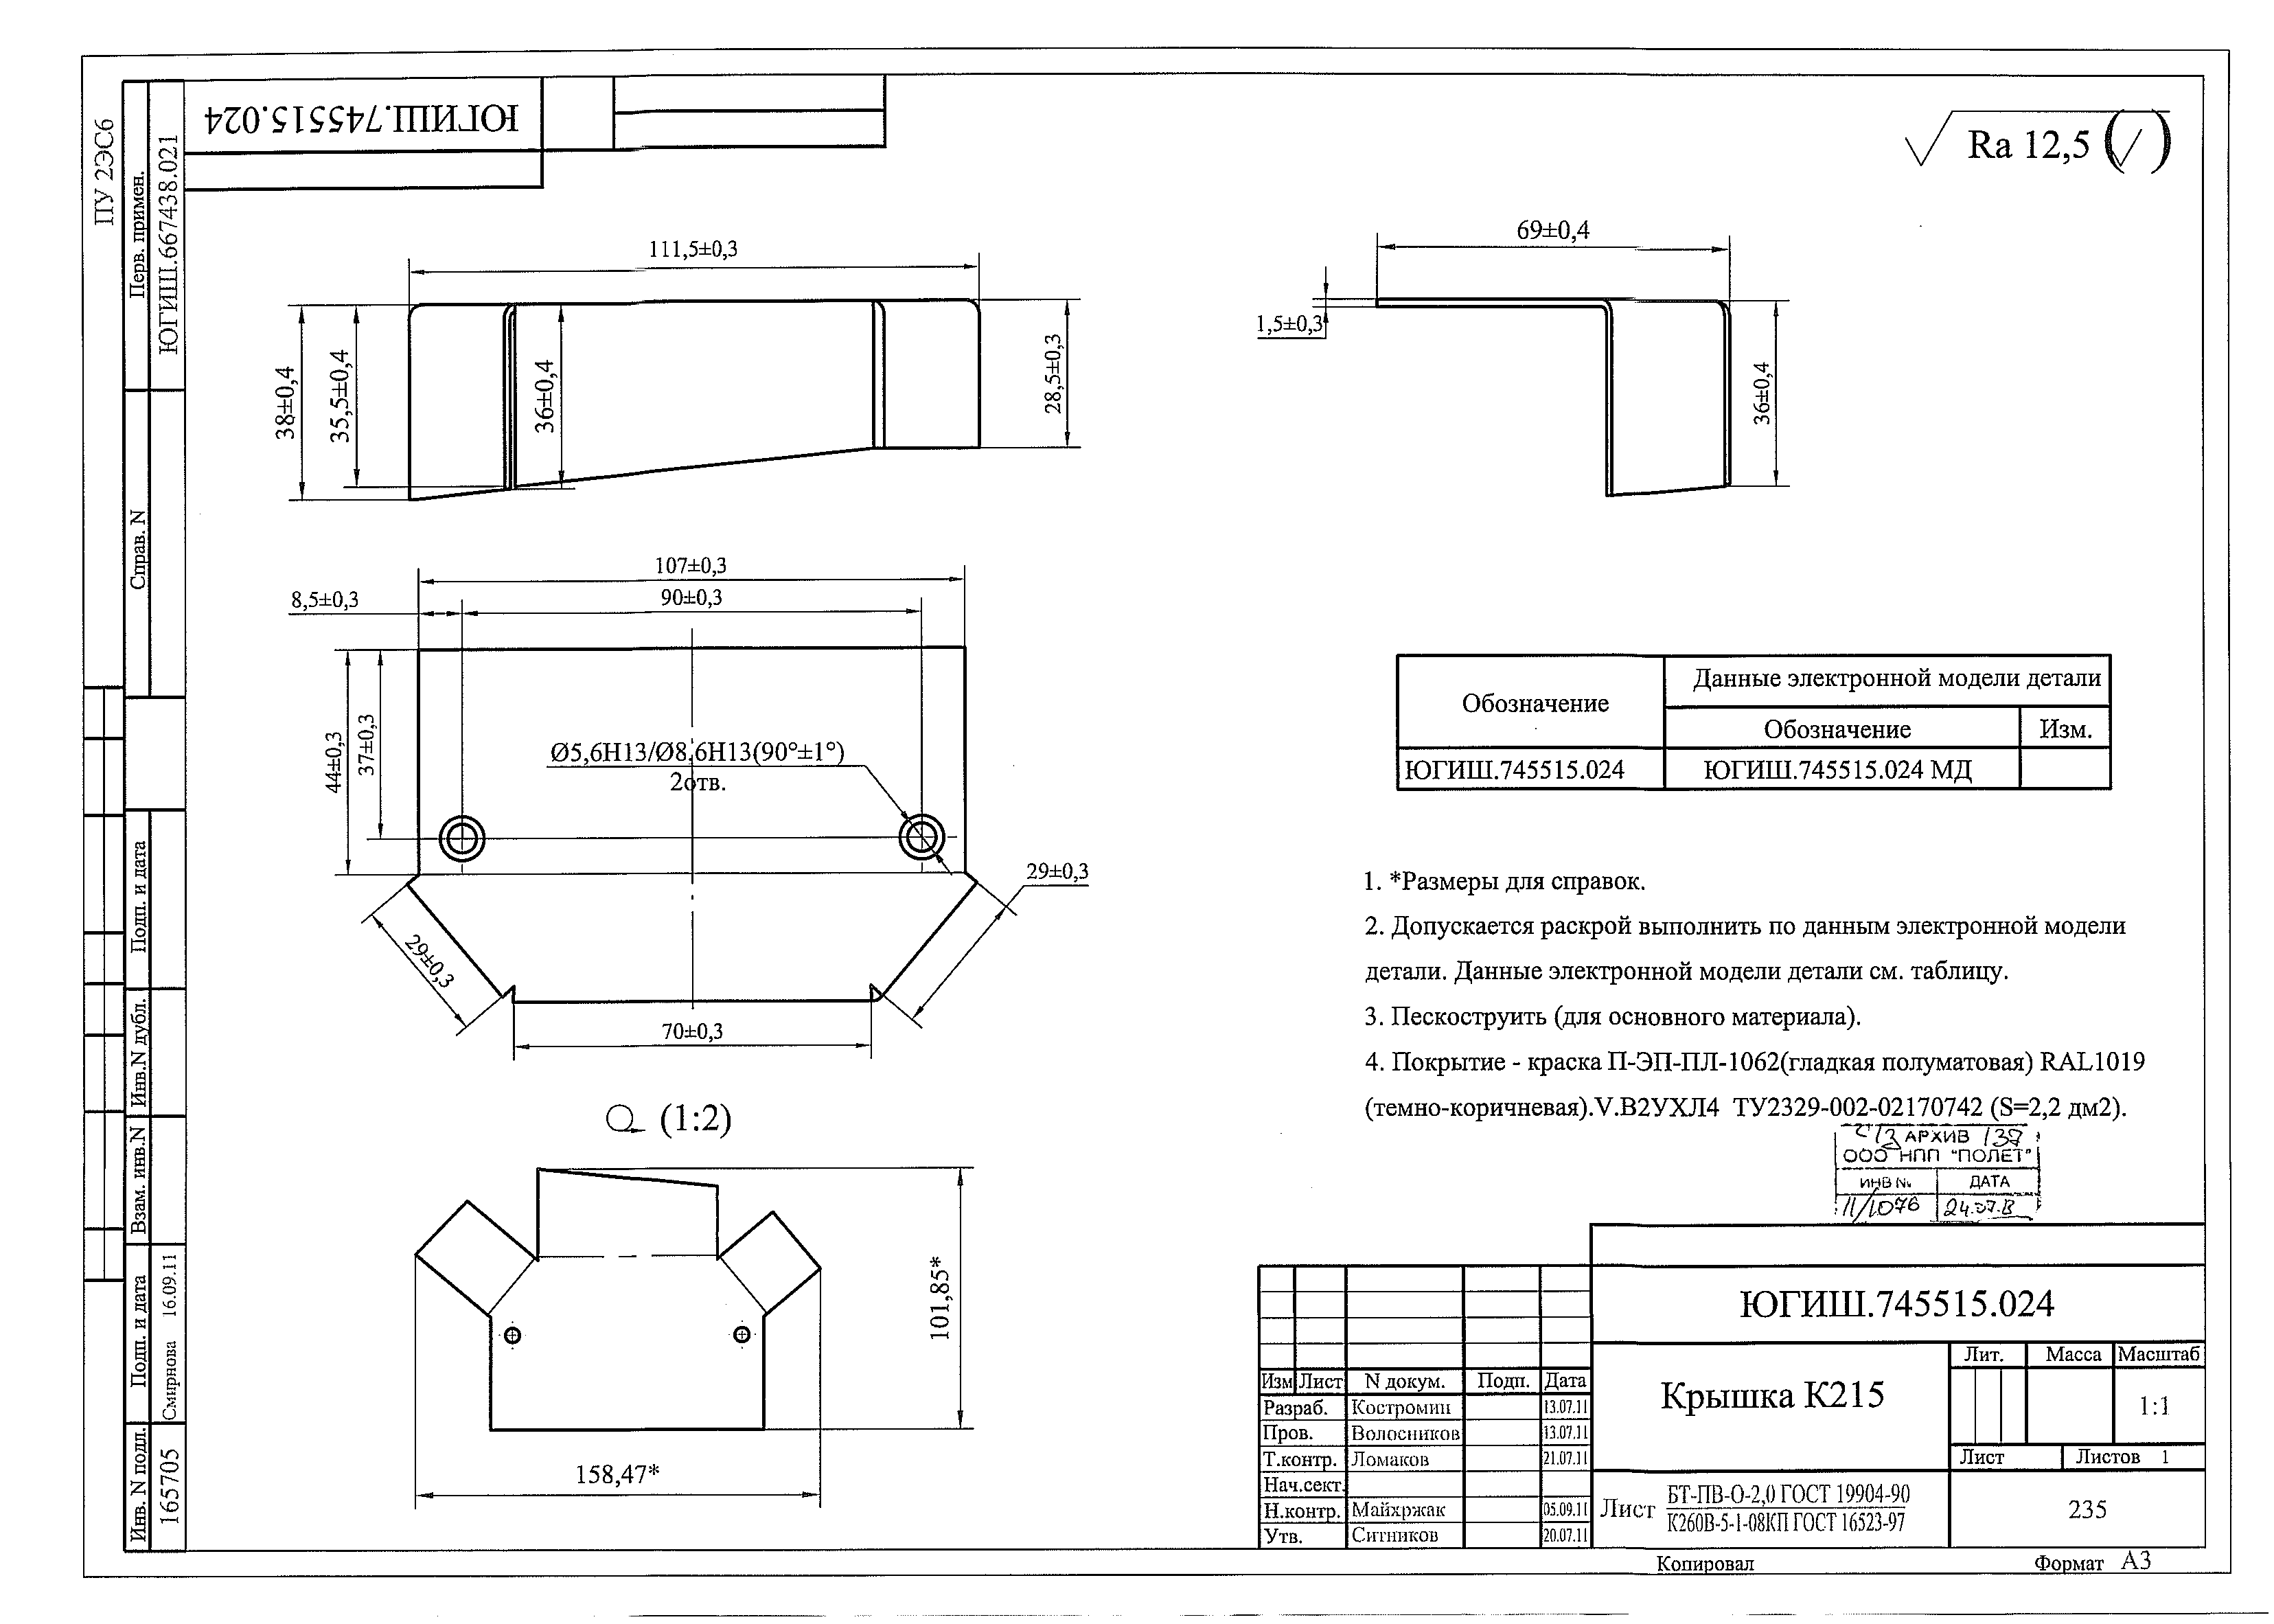 ПУ 2ЭС6
Перв. примен.
ЮГИШ.667438.021
Справ. N
Подп. и дата
Инв.N дубл.
Взам. инв.N
Подп. и дата
Смирнова 16.09.11
Инв. N подл.
165705
ЮГИШ.745515.024
Ra 12,5
111,5±0,3
38±0,4
35,5±0,4
36±0,4
28,5±0,3
69±0,4
1,5±0,3
36±0,4
107±0,3
8,5±0,3
90±0,3
44±0,3
37±0,3
Ø5,6H13/Ø8,6H13(90°±1°)
2отв.
29±0,3
29±0,3
70±0,3
(1:2)
101,85*
158,47*
Обозначение
Данные электронной модели детали
Обозначение
Изм.
ЮГИШ.745515.024
ЮГИШ.745515.024 МД
1. *Размеры для справок.
2. Допускается раскрой выполнить по данным электронной модели
детали. Данные электронной модели детали см. таблицу.
3. Пескоструить (для основного материала).
4. Покрытие - краска П-ЭП-ПЛ-1062(гладкая полуматовая) RAL1019
(темно-коричневая).V.В2УХЛ4 ТУ2329-002-02170742 (S=2,2 дм2).
АРХИВ 137
ООО НПП "ПОЛЕТ"
ИНВ N
ДАТА
11/1076
ЮГИШ.745515.024
Крышка К215
Лит.
Масса
Масштаб
1:1
Лист
Листов 1
Изм Лист N докум. Подп. Дата
Разраб. Костромин 13.07.11
Пров. Волосников 13.07.11
Т.контр. Ломаков 21.07.11
Нач.сект.
Н.контр. Майхржак 05.09.11
Утв. Ситников 20.07.11
Лист
БТ-ПВ-О-2,0 ГОСТ 19904-90
К260В-5-1-08КП ГОСТ 16523-97
235
Копировал
Формат А3